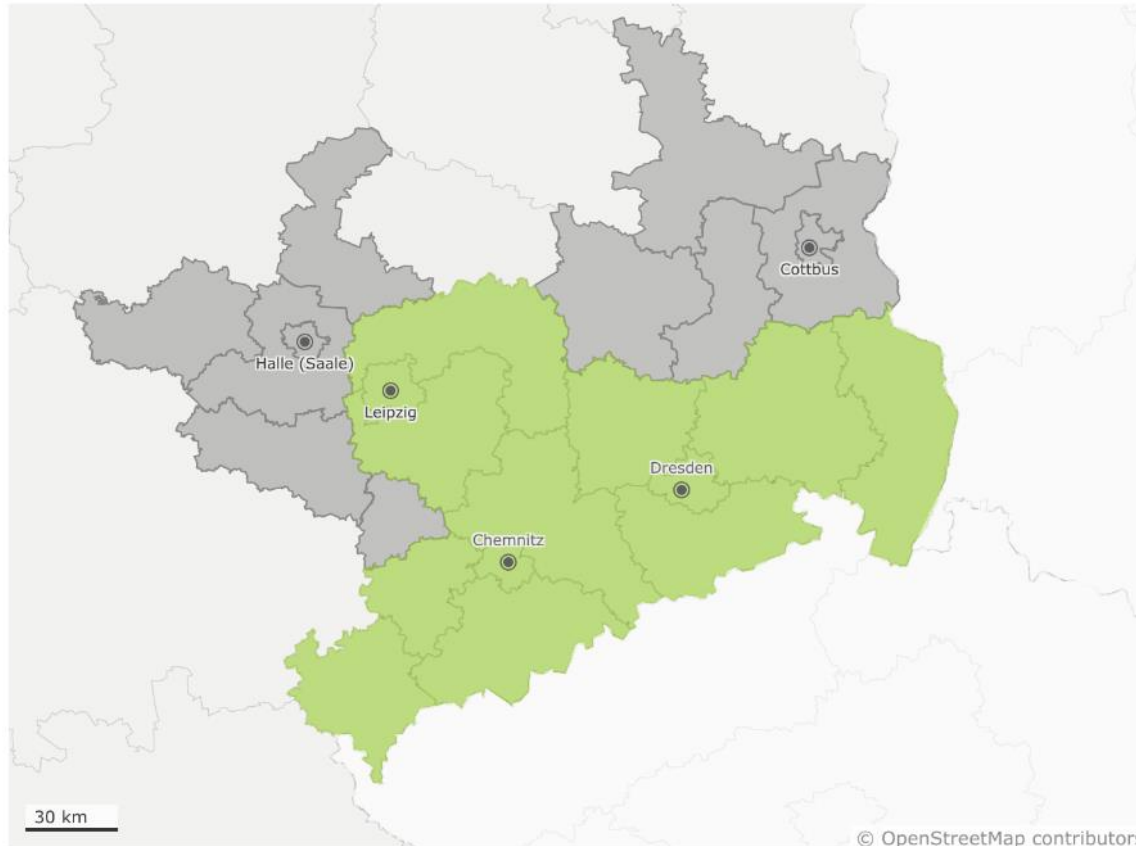 Cottbus
Halle (Saale)
Leipzig
Dresden
Chemnitz
30 km
© OpenStreetMap contributors